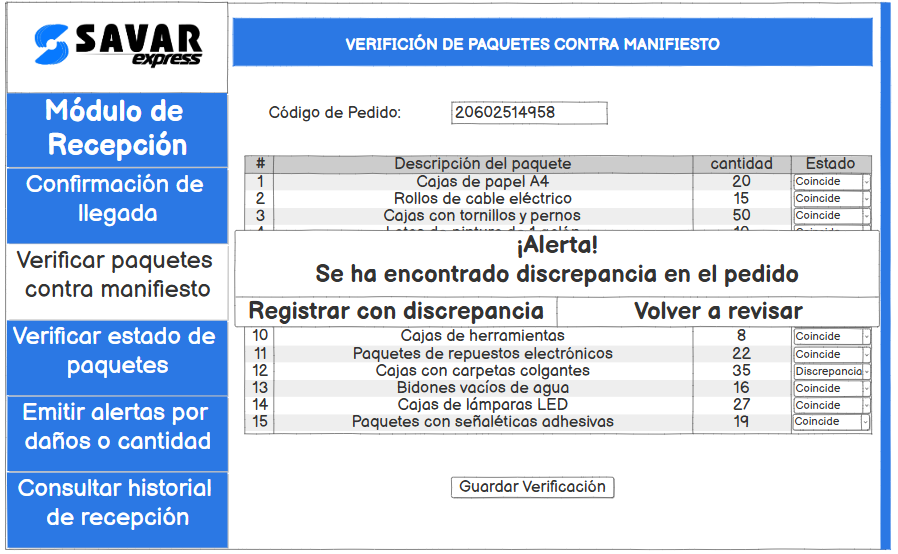 SAVAR
express
VERIFICIÓN DE PAQUETES CONTRA MANIFIESTO
Módulo de
Recepción
Confirmación de
llegada
Verificar paquetes
contra manifiesto
Verificar estado de
paquetes
Emitir alertas por
daños o cantidad
Consultar historial
de recepción
Código de Pedido: 20602514958
# Descripción del paquete cantidad Estado
1 Cajas de papel A4 20 Coincide
2 Rollos de cable eléctrico 15 Coincide
3 Cajas con tornillos y pernos 50 Coincide
¡Alerta!
Se ha encontrado discrepancia en el pedido
Registrar con discrepancia Volver a revisar
10 Cajas de herramientas 8 Coincide
11 Paquetes de repuestos electrónicos 22 Coincide
12 Cajas con carpetas colgantes 35 Discrepancia
13 Bidones vacíos de agua 16 Coincide
14 Cajas de lámparas LED 27 Coincide
15 Paquetes con señaléticas adhesivas 19 Coincide
Guardar Verificación